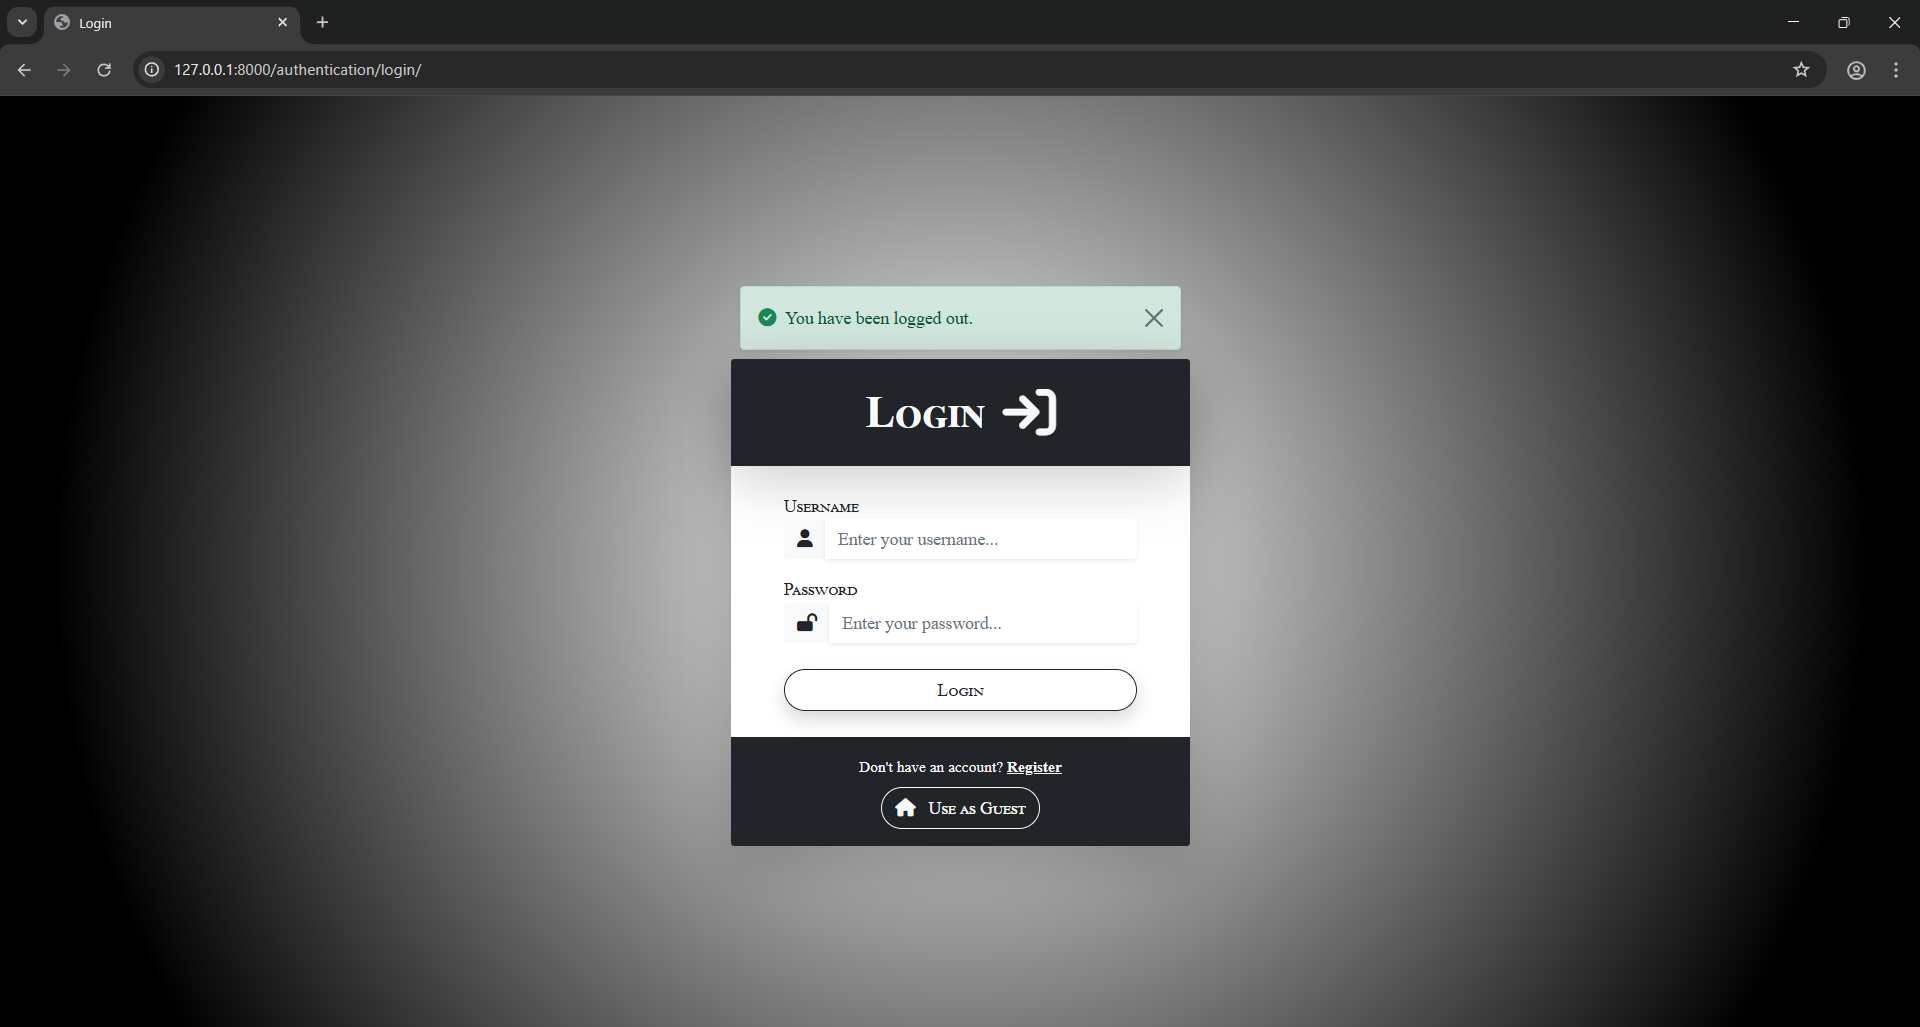 Login
127.0.0.1:8000/authentication/login/
You have been logged out.
Login
Username
Enter your username...
Password
Enter your password...
Login
Don't have an account? Register
Use as Guest